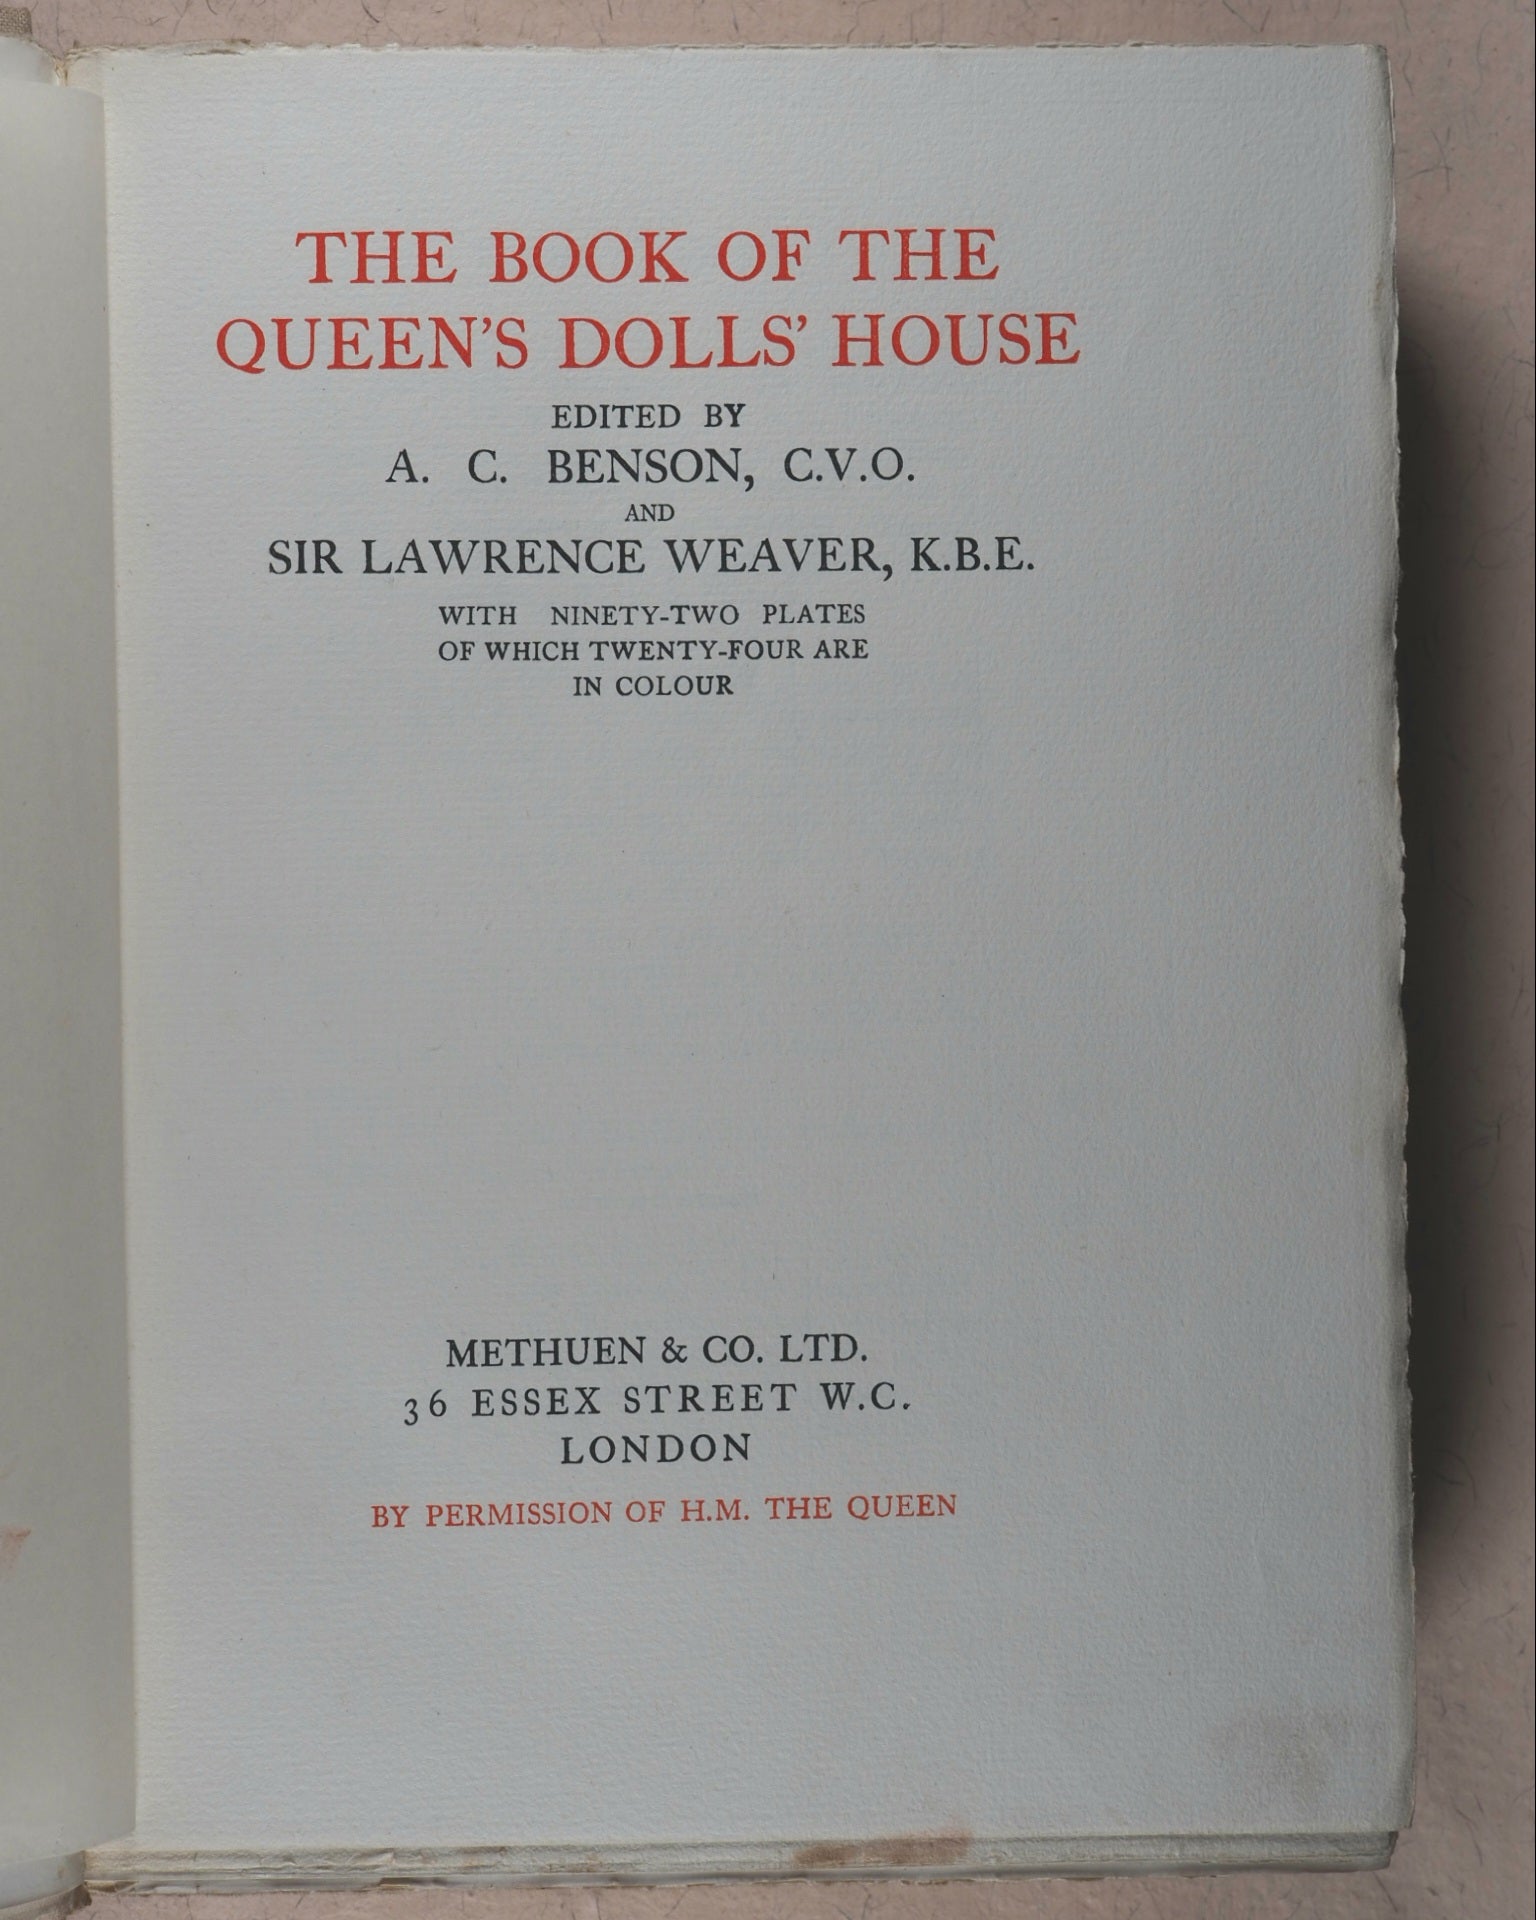 THE BOOK OF THE
QUEEN'S DOLLS' HOUSE
EDITED BY
A. C. BENSON, C.V.O.
AND
SIR LAWRENCE WEAVER, K.B.E.
WITH NINETY-TWO PLATES
OF WHICH TWENTY-FOUR ARE
IN COLOUR
METHUEN & CO. LTD.
36 ESSEX STREET W.C.
LONDON
BY PERMISSION OF H.M. THE QUEEN